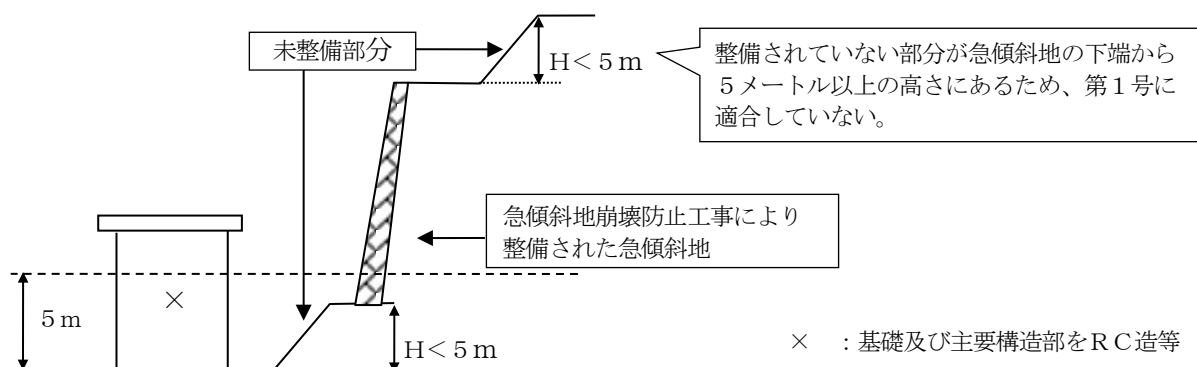 未整備部分
H＜５ｍ
整備されていない部分が急傾斜地の下端から
５メートル以上の高さにあるため、第１号に
適合していない。
急傾斜地崩壊防止工事により
整備された急傾斜地
×
５ｍ
H＜５ｍ
×　：基礎及び主要構造部をＲＣ造等